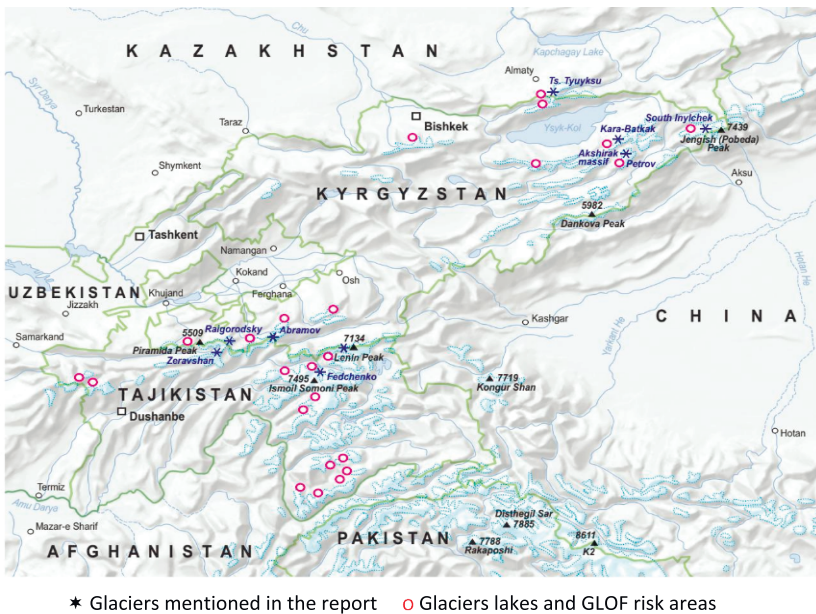 KAZAKHSTAN
Chu
Kapchagay Lake
Almaty
Ts. Tyuyksu
Syr Darya
Turkestan
Taraz
Bishkek
Ysyk-Kol
South Inylchek
Kara-Batkak
7439
Jengish (Pobeda)
Peak
Akshirak
massif
Petrov
Shymkent
Aksu
KYRGYZSTAN
5982
Dankova Peak
Tashkent
Namangan
Hotan He
Kokand
Osh
UZBEKISTAN
Khujand
Ferghana
Jizzakh
CHINA
Kashgar
Yarkant He
Samarkand
5509
Raigorodsky
Abramov
7134
Piramida Peak
Zeravshan
Lenin Peak
Fedchenko
7495
Ismoil Somoni Peak
7719
Kongur Shan
TAJIKISTAN
Dushanbe
Hotan
Termiz
Amu Darya
Mazar-e Sharif
Disthegil Sar
7885
PAKISTAN
7788
Rakaposhi
8611
K2
AFGHANISTAN
Glaciers mentioned in the report
Glaciers lakes and GLOF risk areas